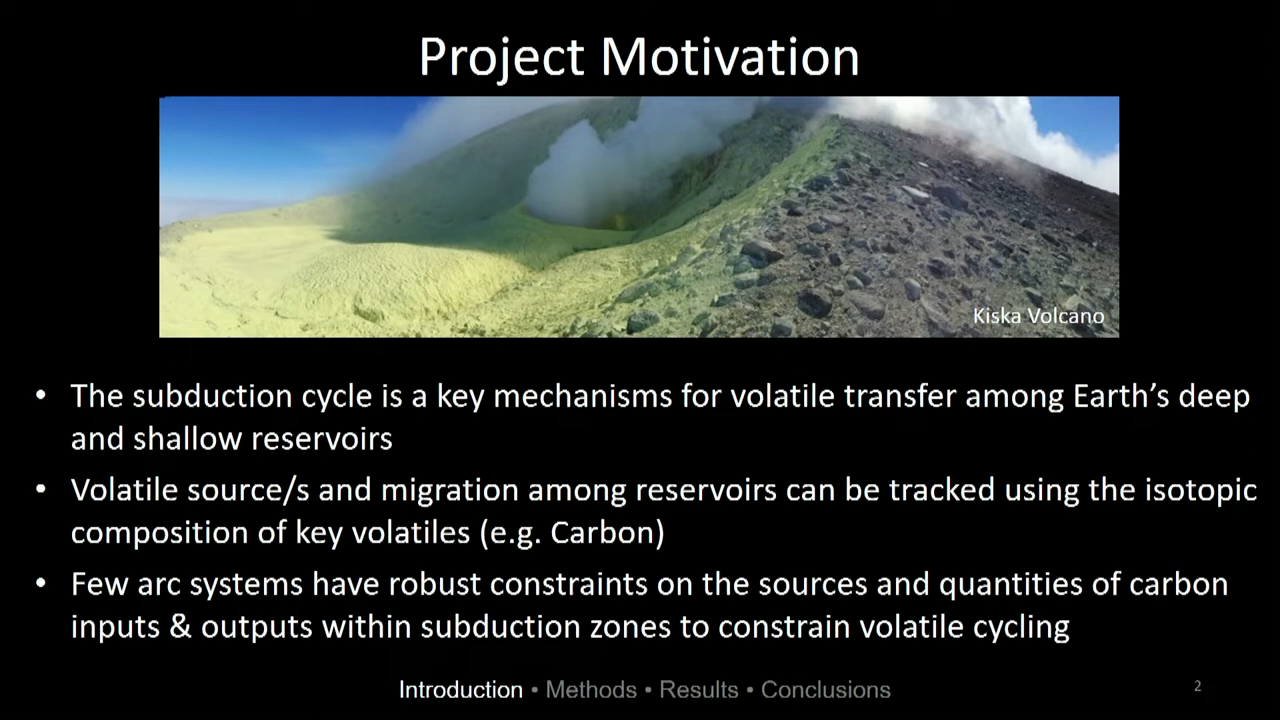 Project Motivation
Kiska Volcano
• The subduction cycle is a key mechanisms for volatile transfer among Earth’s deep
and shallow reservoirs
• Volatile source/s and migration among reservoirs can be tracked using the isotopic
composition of key volatiles (e.g. Carbon)
• Few arc systems have robust constraints on the sources and quantities of carbon
inputs & outputs within subduction zones to constrain volatile cycling
Introduction • Methods • Results • Conclusions
2